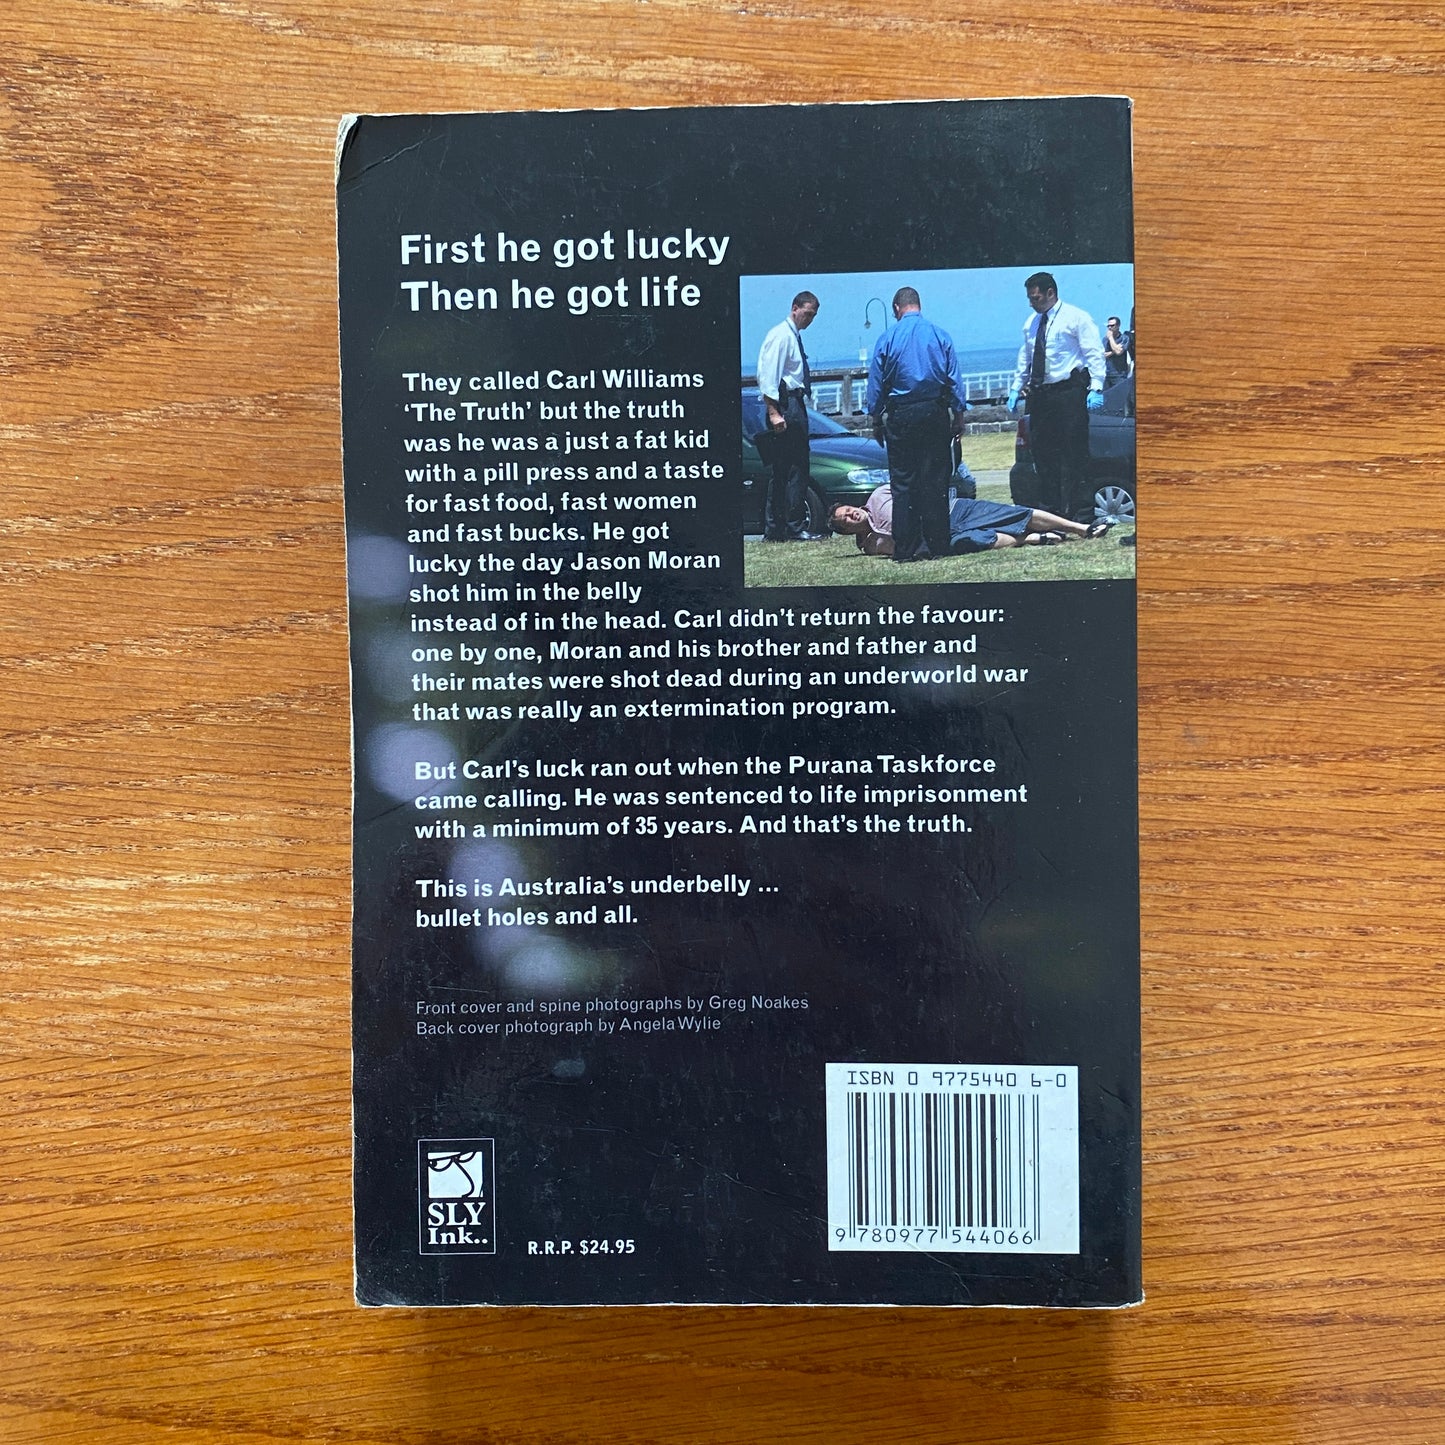 First he got lucky
Then he got life
They called Carl Williams
‘The Truth’ but the truth
was he was a just a fat kid
with a pill press and a taste
for fast food, fast women
and fast bucks. He got
lucky the day Jason Moran
shot him in the belly
instead of in the head. Carl didn’t return the favour:
one by one, Moran and his brother and father and
their mates were shot dead during an underworld war
that was really an extermination program.
But Carl’s luck ran out when the Purana Taskforce
came calling. He was sentenced to life imprisonment
with a minimum of 35 years. And that’s the truth.
This is Australia’s underbelly ...
bullet holes and all.
Front cover and spine photographs by Greg Noakes
Back cover photograph by Angela Wylie
ISBN 0 9775440 6-0
9 780977 544066
SLY
Ink..
R.R.P. $24.95